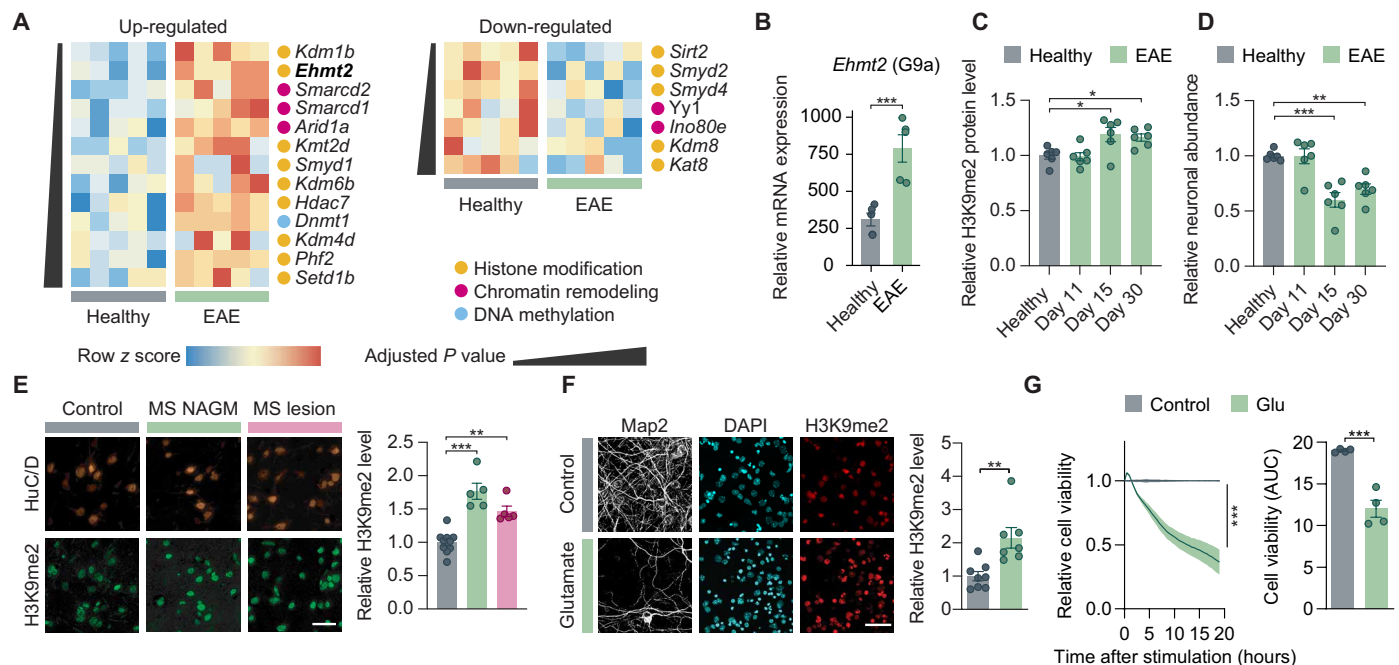 A
Up-regulated
Kdm1b
Ehmt2
Smarcd2
Smarcd1
Arid1a
Kmt2d
Smyd1
Kdm6b
Hdac7
Dnmt1
Kdm4d
Phf2
Setd1b
Healthy EAE
Down-regulated
Sirt2
Smyd2
Smyd4
Yy1
Ino80e
Kdm8
Kat8
Healthy EAE
Histone modification
Chromatin remodeling
DNA methylation
Row z score
Adjusted P value
B
Ehmt2 (G9a)
Relative mRNA expression
1000
750
500
250
0
***
Healthy
EAE
C
Healthy EAE
Relative H3K9me2 protein level
1.5
1.0
0.5
0.0
*
*
Healthy
Day 11
Day 15
Day 30
D
Healthy EAE
Relative neuronal abundance
1.5
1.0
0.5
0.0
**
***
Healthy
Day 11
Day 15
Day 30
E
Control MS NAGM MS lesion
HuC/D
H3K9me2
Relative H3K9me2 level
2.5
2.0
1.5
1.0
0.5
0.0
**
***
F
Map2 DAPI H3K9me2
Control
Glutamate
Relative H3K9me2 level
5
4
3
2
1
0
**
G
Control Glu
Relative cell viability
1.0
0.5
1.0
***
0 5 10 15 20
Time after stimulation (hours)
Cell viability (AUC)
20
15
10
5
0
***